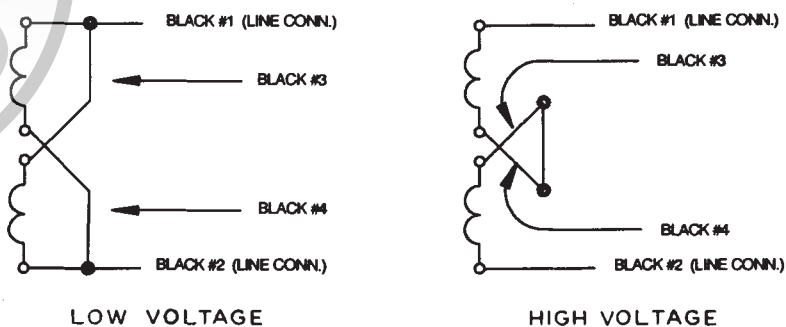 BLACK #1 (LINE CONN.)
BLACK #3
BLACK #4
BLACK #2 (LINE CONN.)
LOW VOLTAGE
BLACK #1 (LINE CONN.)
BLACK #3
BLACK #4
BLACK #2 (LINE CONN.)
HIGH VOLTAGE